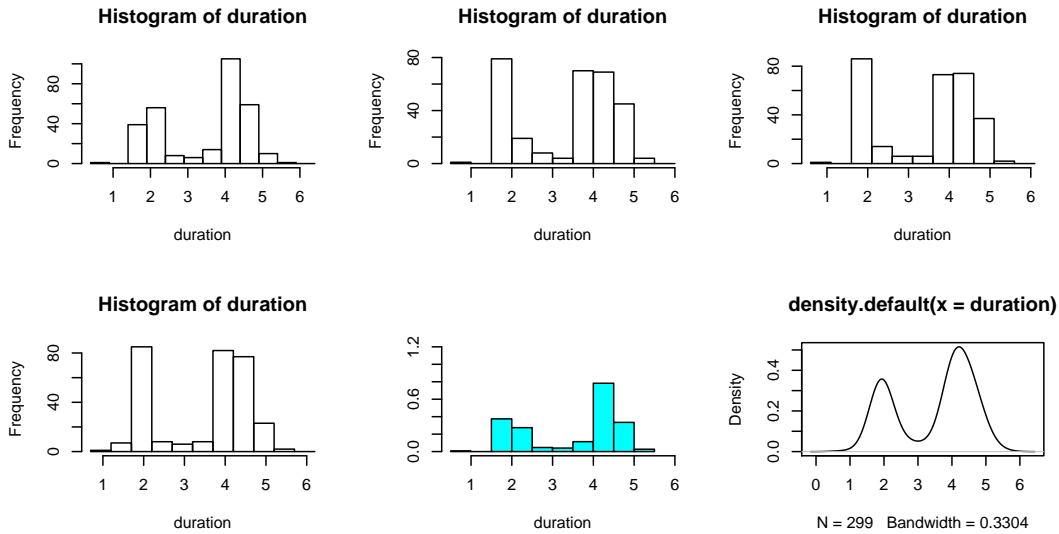 Histogram of duration
Frequency
0 40 80
1 2 3 4 5 6
duration
Histogram of duration
Frequency
0 40 80
1 2 3 4 5 6
duration
Histogram of duration
Frequency
0 40 80
1 2 3 4 5 6
duration
Histogram of duration
Frequency
0 40 80
1 2 3 4 5 6
duration
0.0 0.6 1.2
1 2 3 4 5 6
duration
density.default(x = duration)
Density
0.0 0.2 0.4
0 1 2 3 4 5 6
N = 299 Bandwidth = 0.3304